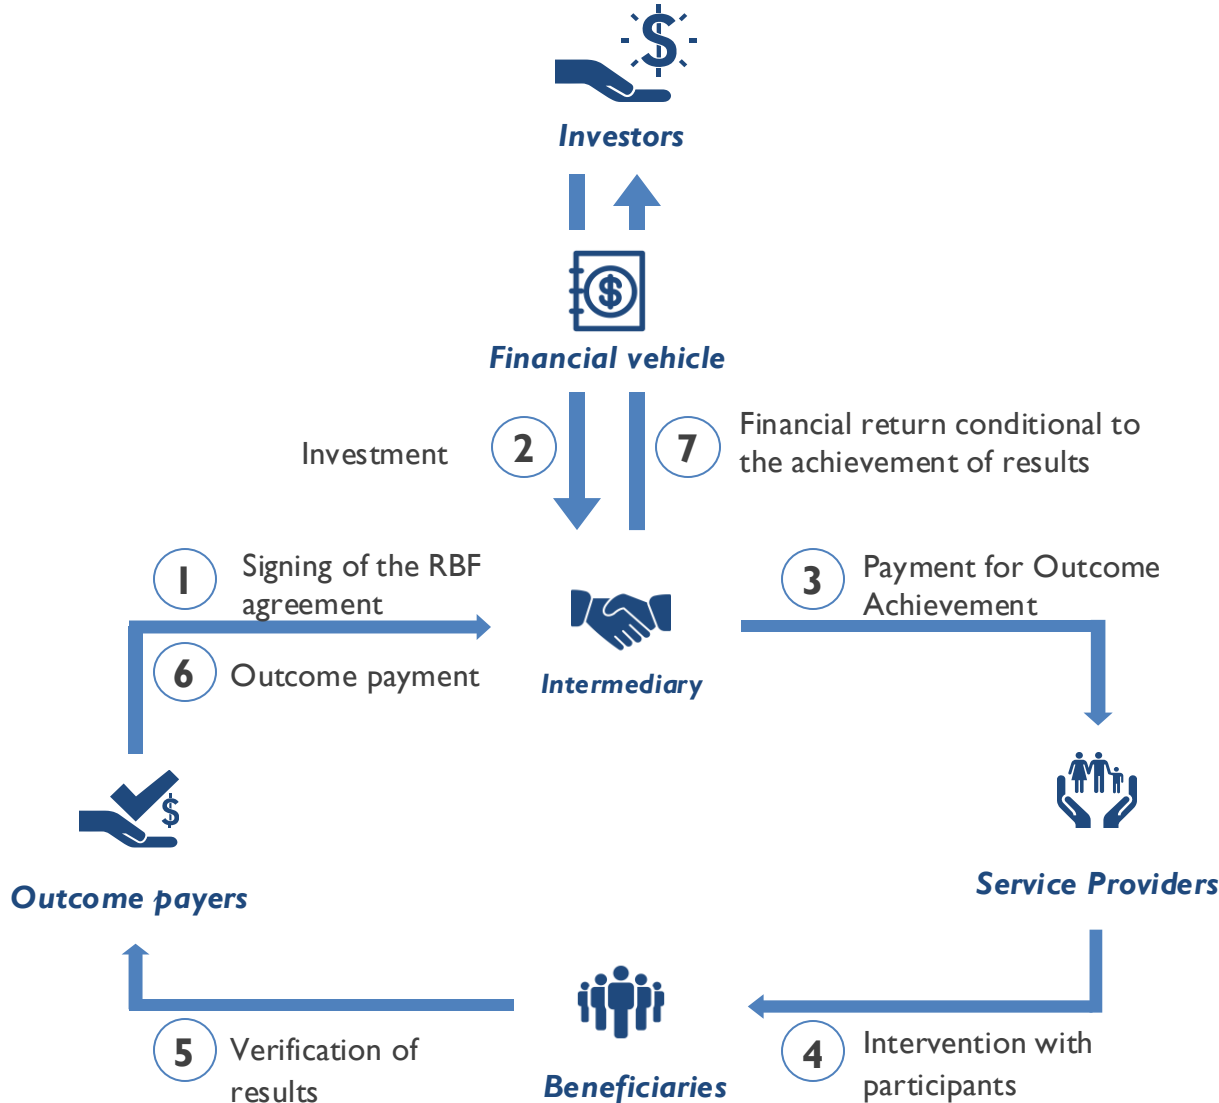 Investors
Financial vehicle
Investment
2
7
Financial return conditional to
the achievement of results
1
Signing of the RBF
agreement
3
Payment for Outcome
Achievement
6
Outcome payment
Intermediary
$
Outcome payers
Service Providers
5
Verification of
results
Beneficiaries
4
Intervention with
participants